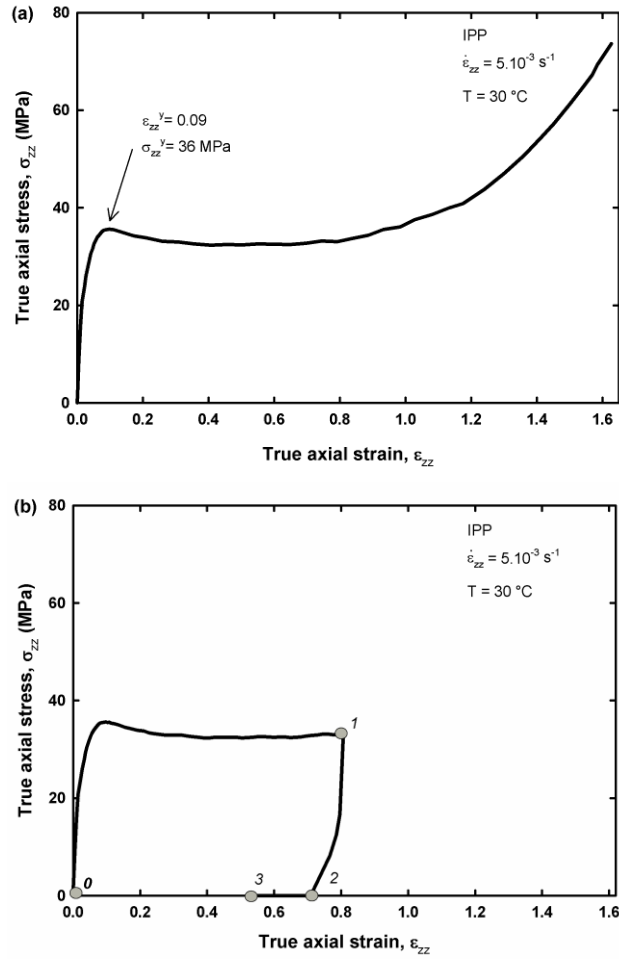 (a)
80
60
40
20
0
True axial stress, σzz (MPa)
IPP
ε̇zz = 5.10-3 s-1
T = 30 °C
εzzy= 0.09
σzzy= 36 MPa
0.0 0.2 0.4 0.6 0.8 1.0 1.2 1.4 1.6
True axial strain, εzz
(b)
80
60
40
20
0
True axial stress, σzz (MPa)
IPP
ε̇zz = 5.10-3 s-1
T = 30 °C
1
0
3
2
0.0 0.2 0.4 0.6 0.8 1.0 1.2 1.4 1.6
True axial strain, εzz